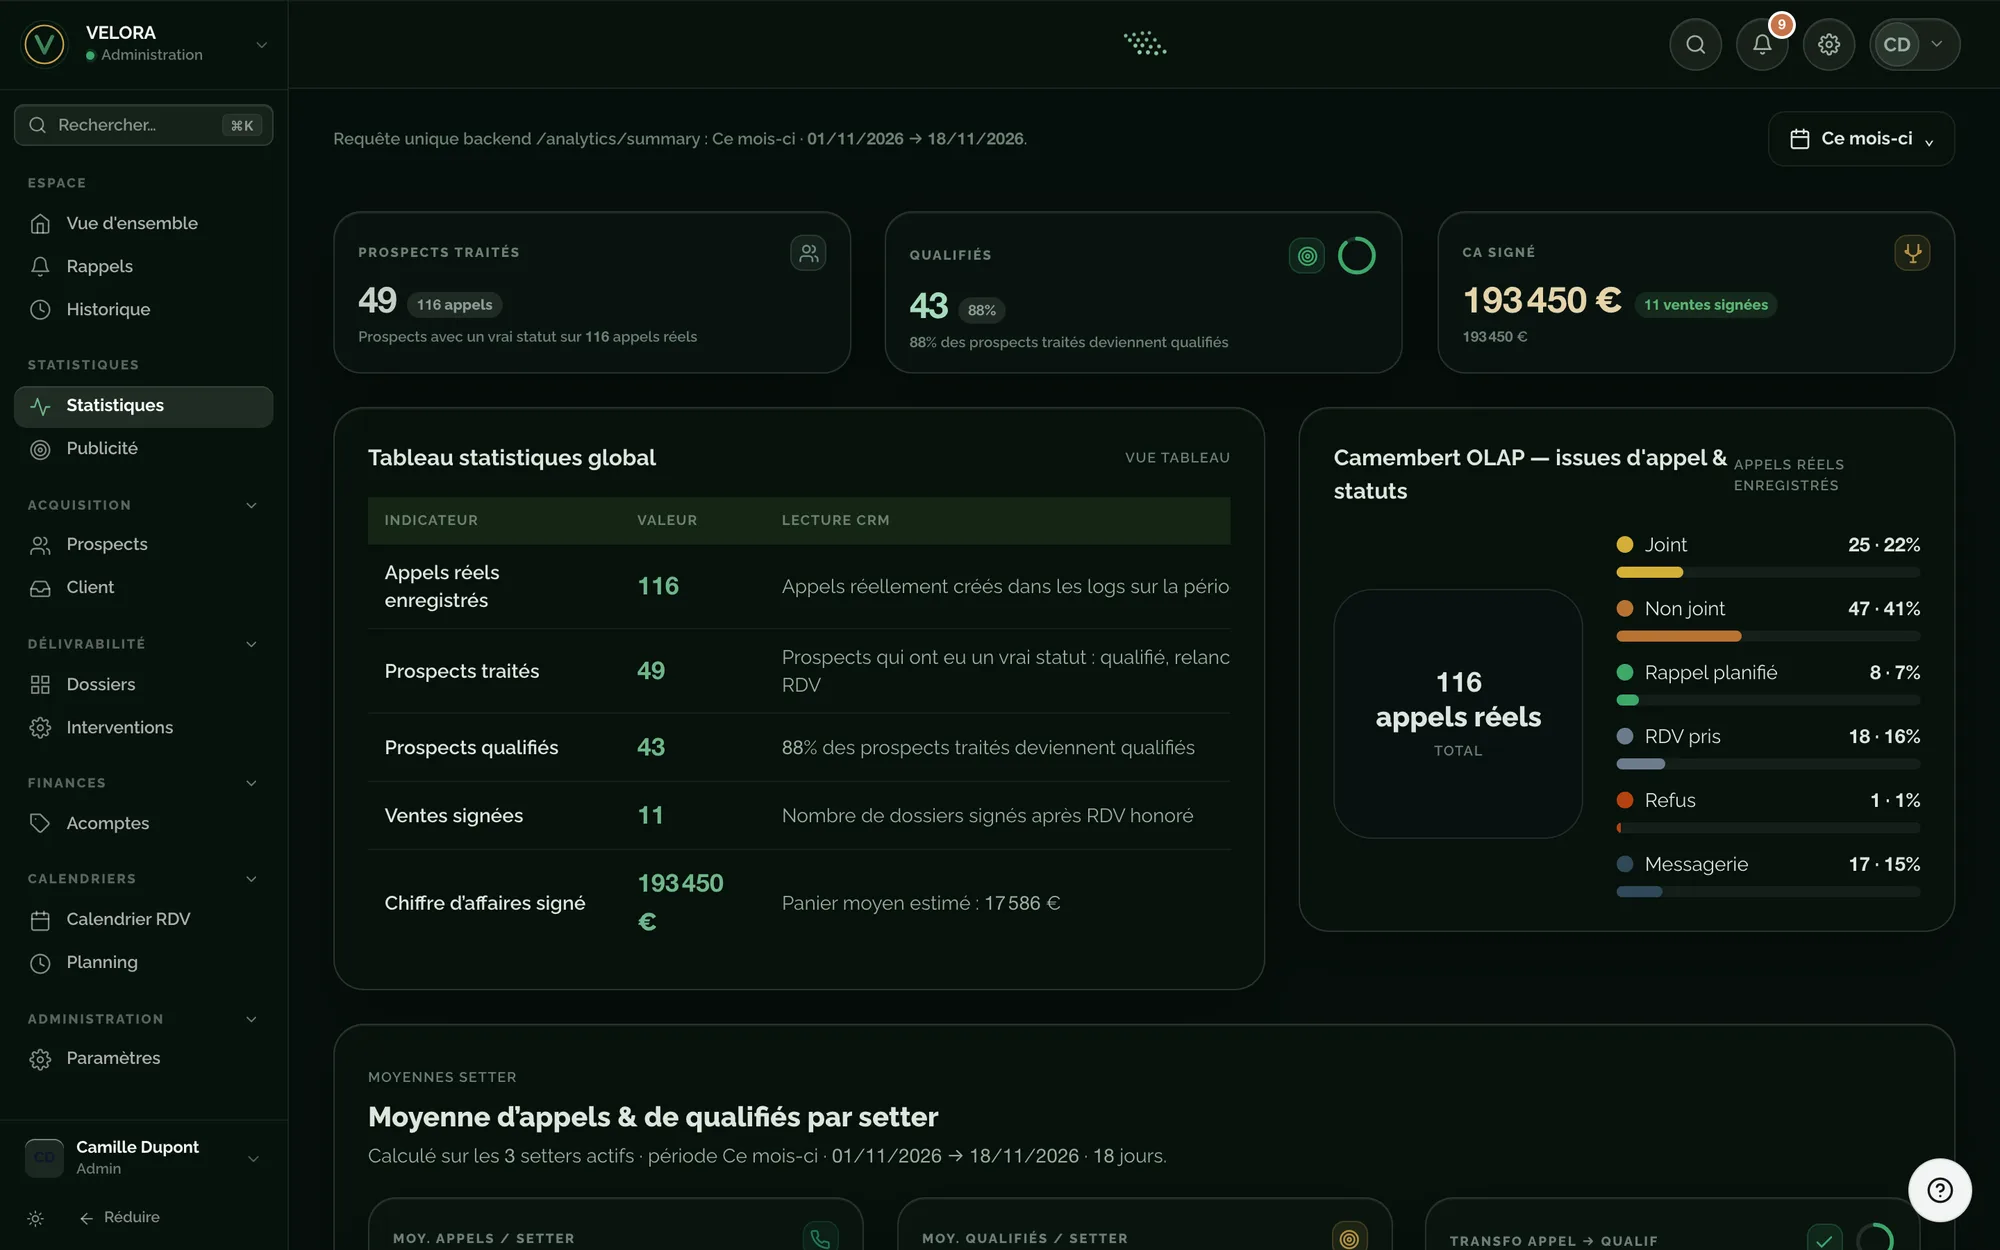 VELORA
Administration
Rechercher...
⌘K
ESPACE
Vue d'ensemble
Rappels
Historique
STATISTIQUES
Statistiques
Publicité
ACQUISITION
Prospects
Client
DÉLIVRABILITÉ
Dossiers
Interventions
FINANCES
Acomptes
CALENDRIERS
Calendrier RDV
Planning
ADMINISTRATION
Paramètres
CD
Camille Dupont
Admin
Réduire
9
CD
Requête unique backend /analytics/summary : Ce mois-ci · 01/11/2026 → 18/11/2026.
Ce mois-ci
PROSPECTS TRAITÉS
49 116 appels
Prospects avec un vrai statut sur 116 appels réels
QUALIFIÉS
43 88%
88% des prospects traités deviennent qualifiés
CA SIGNÉ
193 450 € 11 ventes signées
193 450 €
Tableau statistiques global
VUE TABLEAU
INDICATEUR VALEUR LECTURE CRM
Appels réels
enregistrés
116
Appels réellement créés dans les logs sur la pério
Prospects traités
49
Prospects qui ont eu un vrai statut : qualifié, relanc
RDV
Prospects qualifiés 43 88% des prospects traités deviennent qualifiés
Ventes signées 11 Nombre de dossiers signés après RDV honoré
Chiffre d'affaires signé
193 450
€
Panier moyen estimé : 17 586 €
Camembert OLAP — issues d'appel &
statuts
APPELS RÉELS
ENREGISTRÉS
116
appels réels
TOTAL
Joint 25 · 22%
Non joint 47 · 41%
Rappel planifié 8 · 7%
RDV pris 18 · 16%
Refus 1 · 1%
Messagerie 17 · 15%
MOYENNES SETTER
Moyenne d'appels & de qualifiés par setter
Calculé sur les 3 setters actifs · période Ce mois-ci · 01/11/2026 → 18/11/2026 · 18 jours.
MOY. APPELS / SETTER
MOY. QUALIFIÉS / SETTER
TRANSFO APPEL → QUALIF